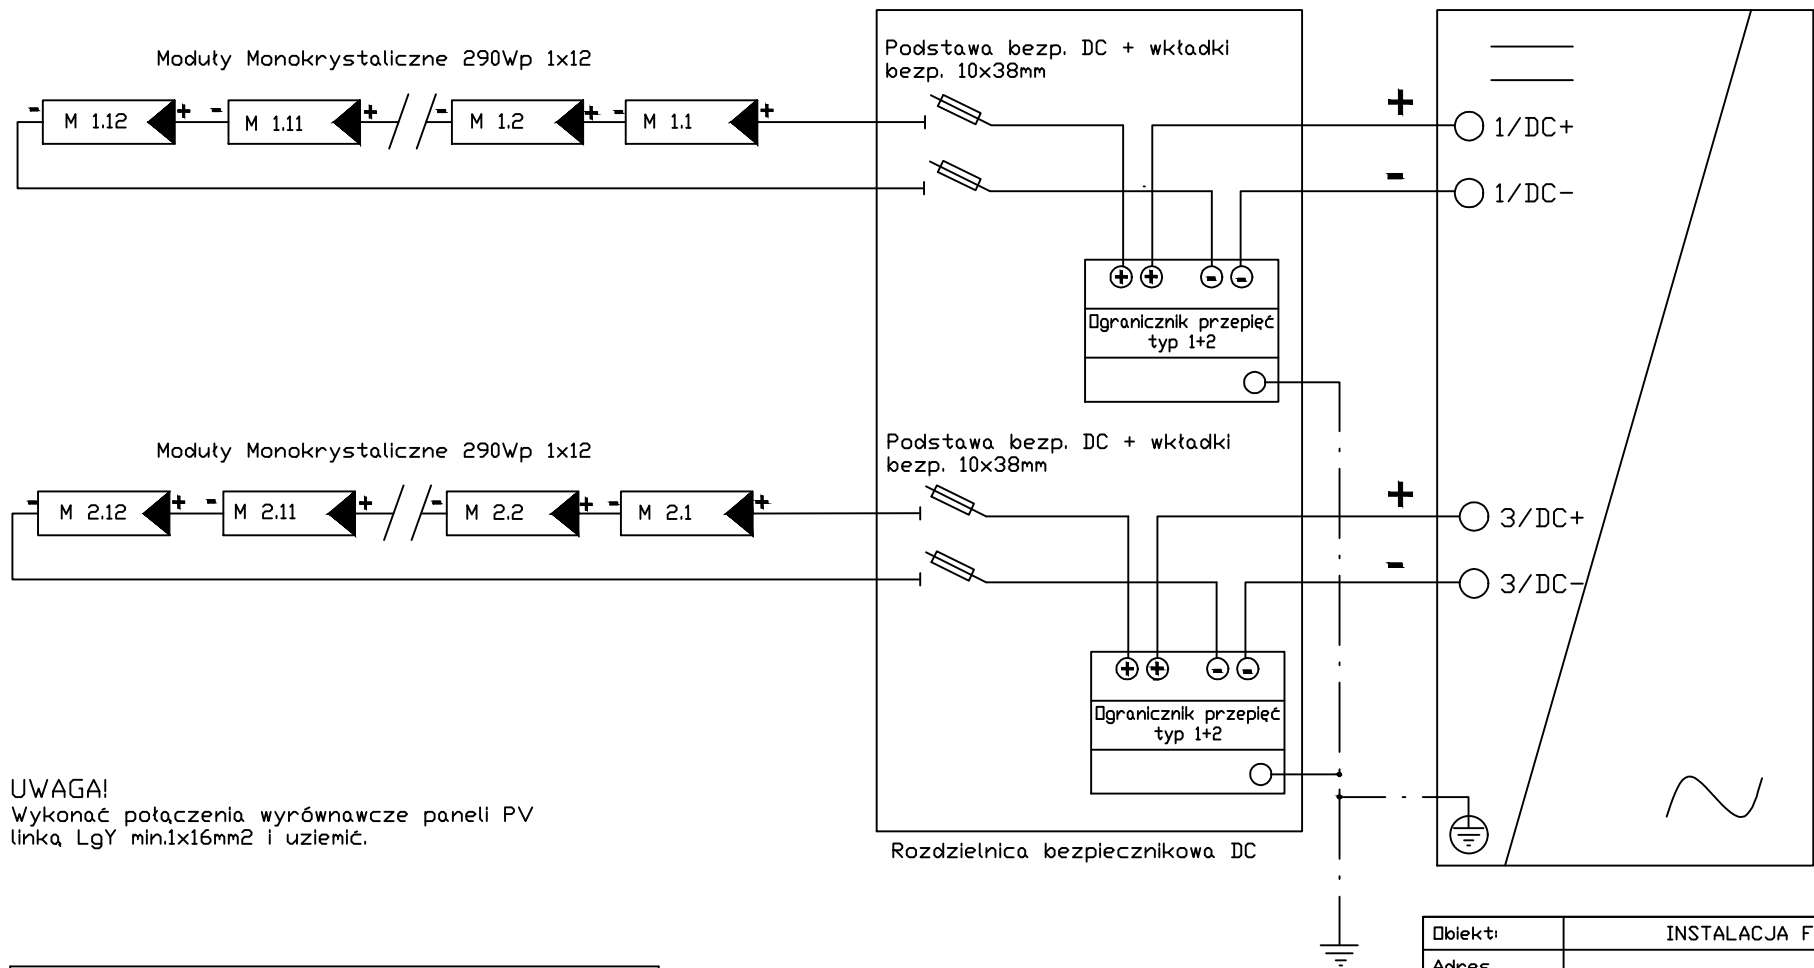 Moduły Monokrystaliczne 290Wp 1x12
- M 1.12 + - M 1.11 + - M 1.2 + - M 1.1 +
Podstawa bezp. DC + wkładki
bezp. 10x38mm
+ 1/DC+
- 1/DC-
+ + - -
Ogranicznik przepięć
typ 1+2
Moduły Monokrystaliczne 290Wp 1x12
- M 2.12 + - M 2.11 + - M 2.2 + - M 2.1 +
Podstawa bezp. DC + wkładki
bezp. 10x38mm
+ 3/DC+
- 3/DC-
+ + - -
Ogranicznik przepięć
typ 1+2
UWAGA!
Wykonać połączenia wyrównawcze paneli PV
linką LgY min.1x16mm2 i uziemić.
Rozdzielnica bezpiecznikowa DC
Obiekt: INSTALACJA F
Adres